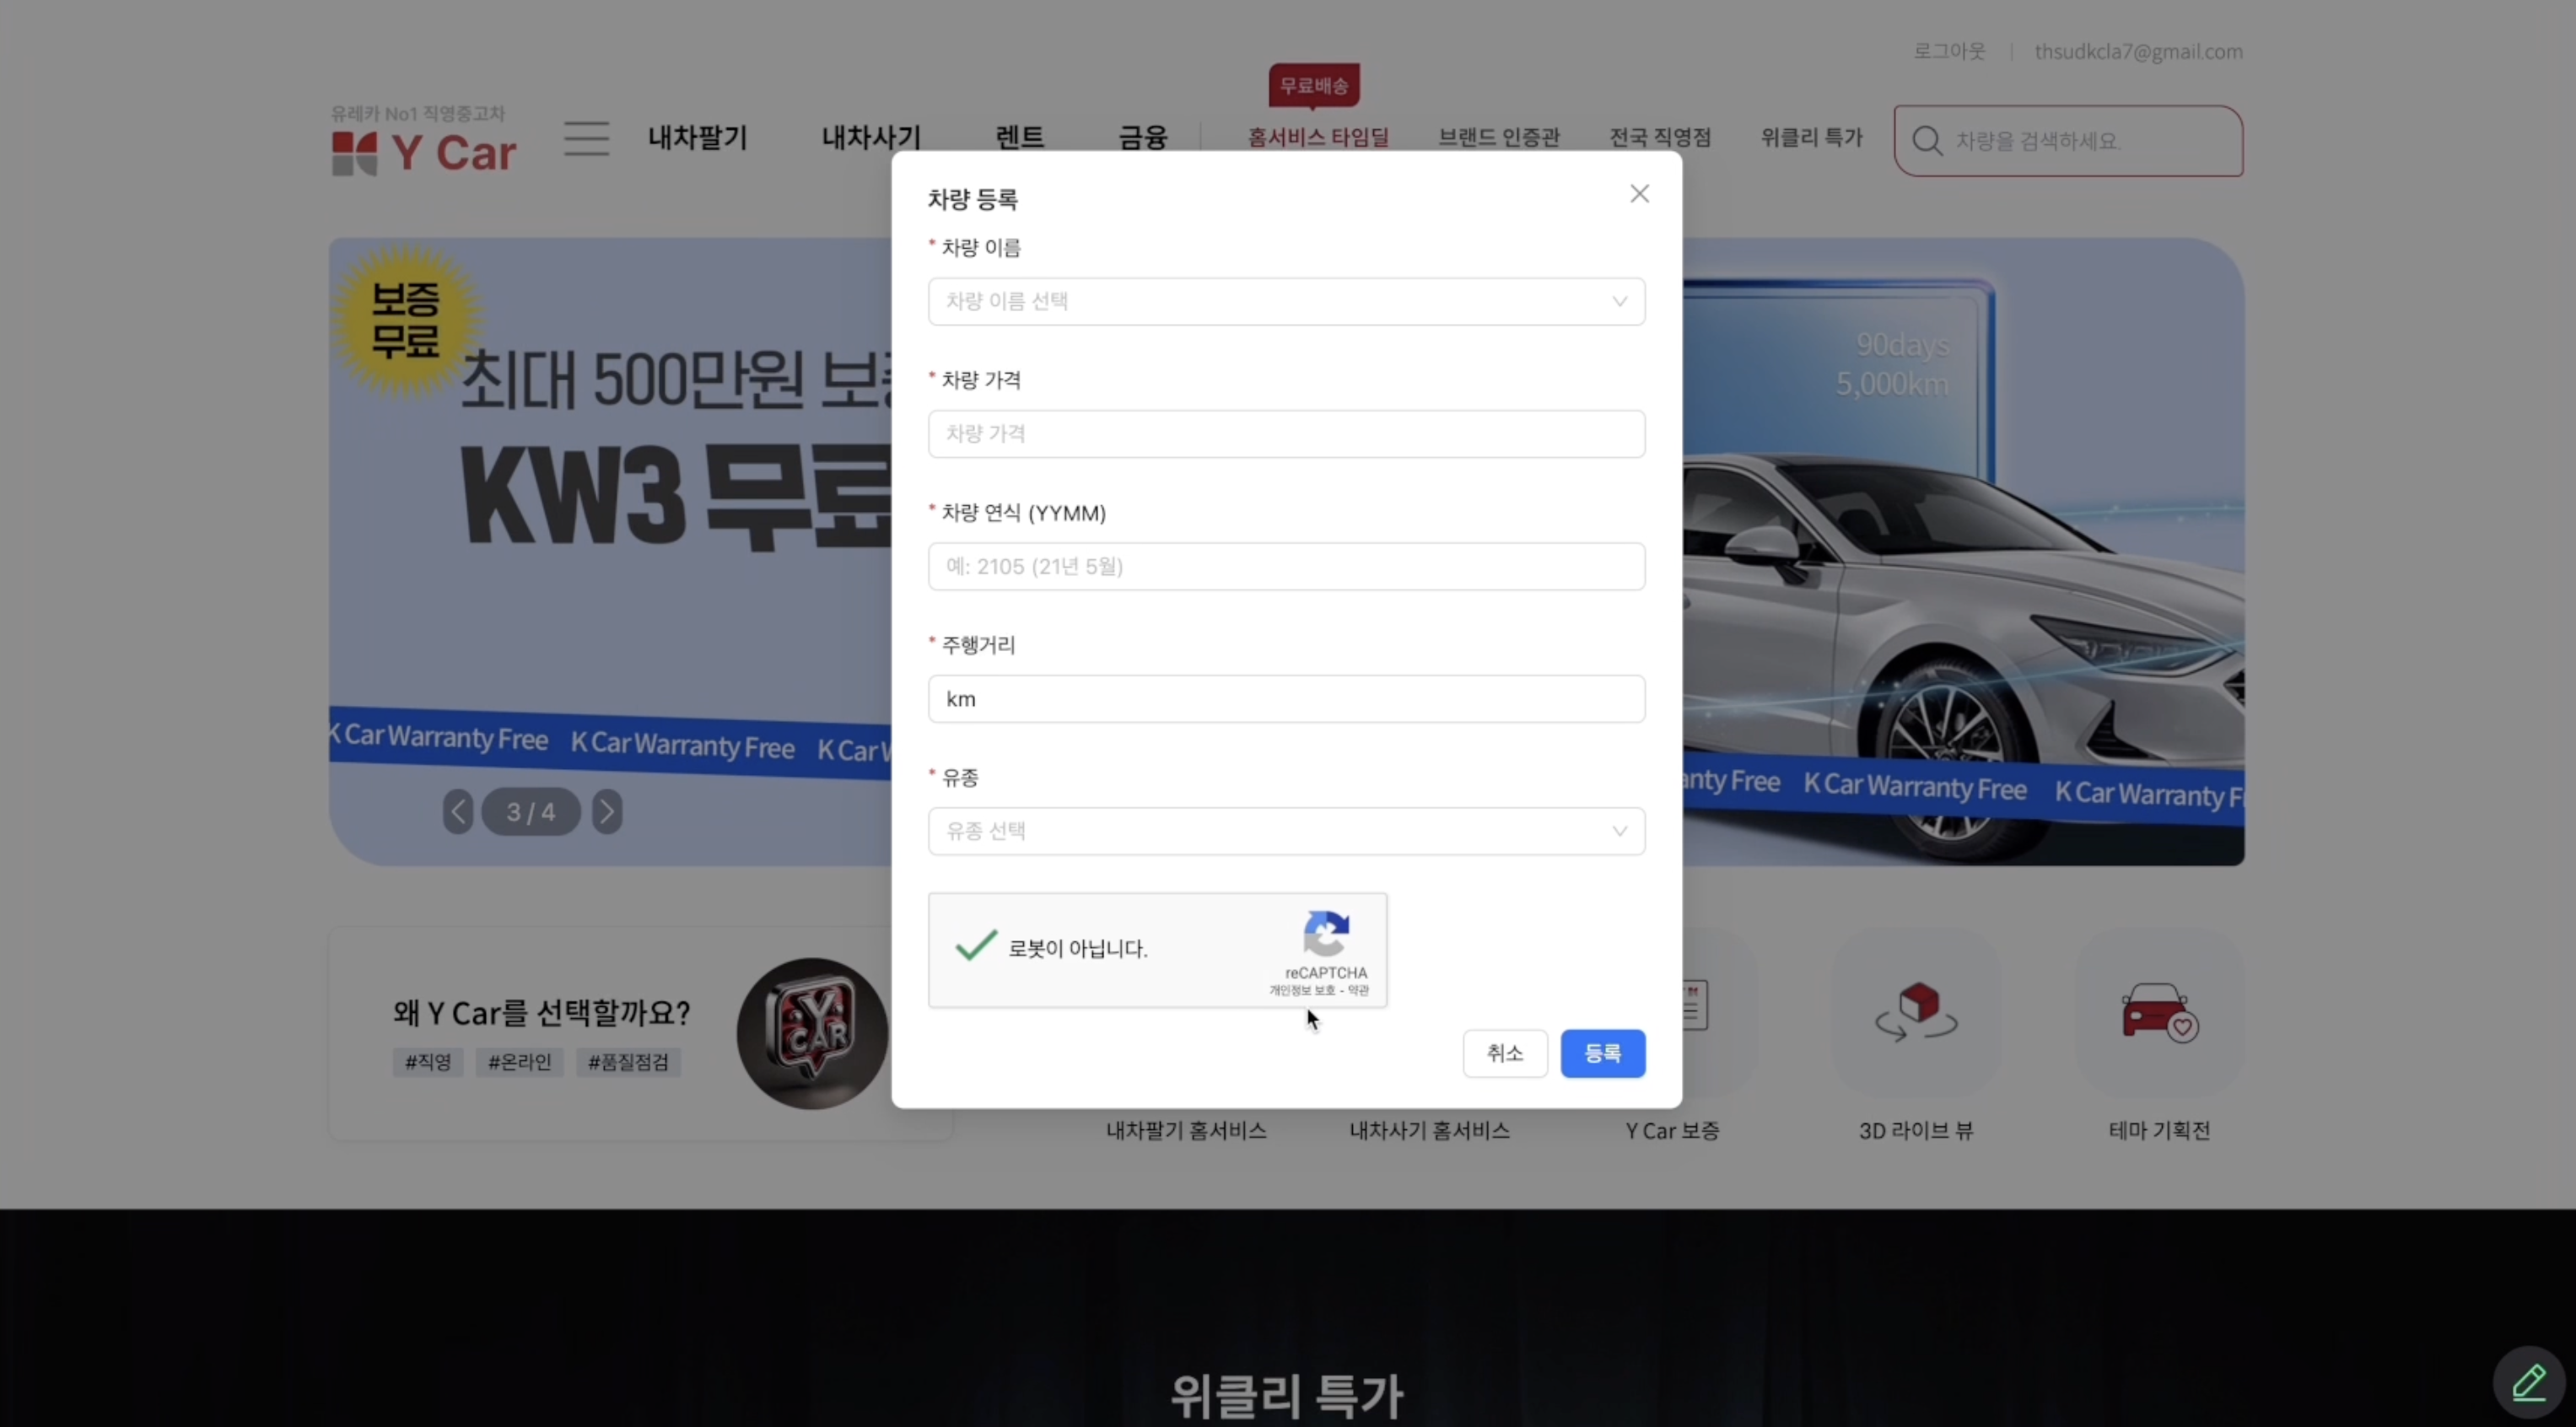 로그아웃 | thsudkcla7@gmail.com
무료배송
유레카 No1 직영중고차
Y Car
내차팔기 내차사기 렌트 금융 홈서비스 타임딜 브랜드 인증관 전국 직영점 위클리 특가
차량을 검색하세요.
보증
무료
최대 500만원
KW3 무료
90days
5,000km
K Car Warranty Free K Car Warranty Free K Car
K Car Warranty Free K Car Warranty
3 / 4
차량 등록
* 차량 이름
차량 이름 선택
* 차량 가격
차량 가격
* 차량 연식 (YYMM)
예: 2105 (21년 5월)
* 주행거리
km
* 유종
유종 선택
로봇이 아닙니다.
reCAPTCHA
개인정보 보호 - 약관
취소 등록
왜 Y Car를 선택할까요?
#직영 #온라인 #품질점검
Y
CAR
내차팔기 홈서비스 내차사기 홈서비스 Y Car 보증 3D 라이브 뷰 테마 기획전
위클리 특가